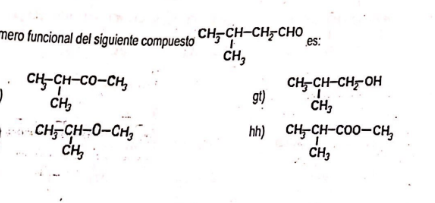 mero funcional del siguiente compuesto CH3-CH-CH2-CHO es:
CH3
CH3-CH-CO-CH3
CH3
gt) CH3-CH-CH2-OH
CH3
CH3-CH-O-CH3
CH3
hh) CH3-CH-COO-CH3
CH3